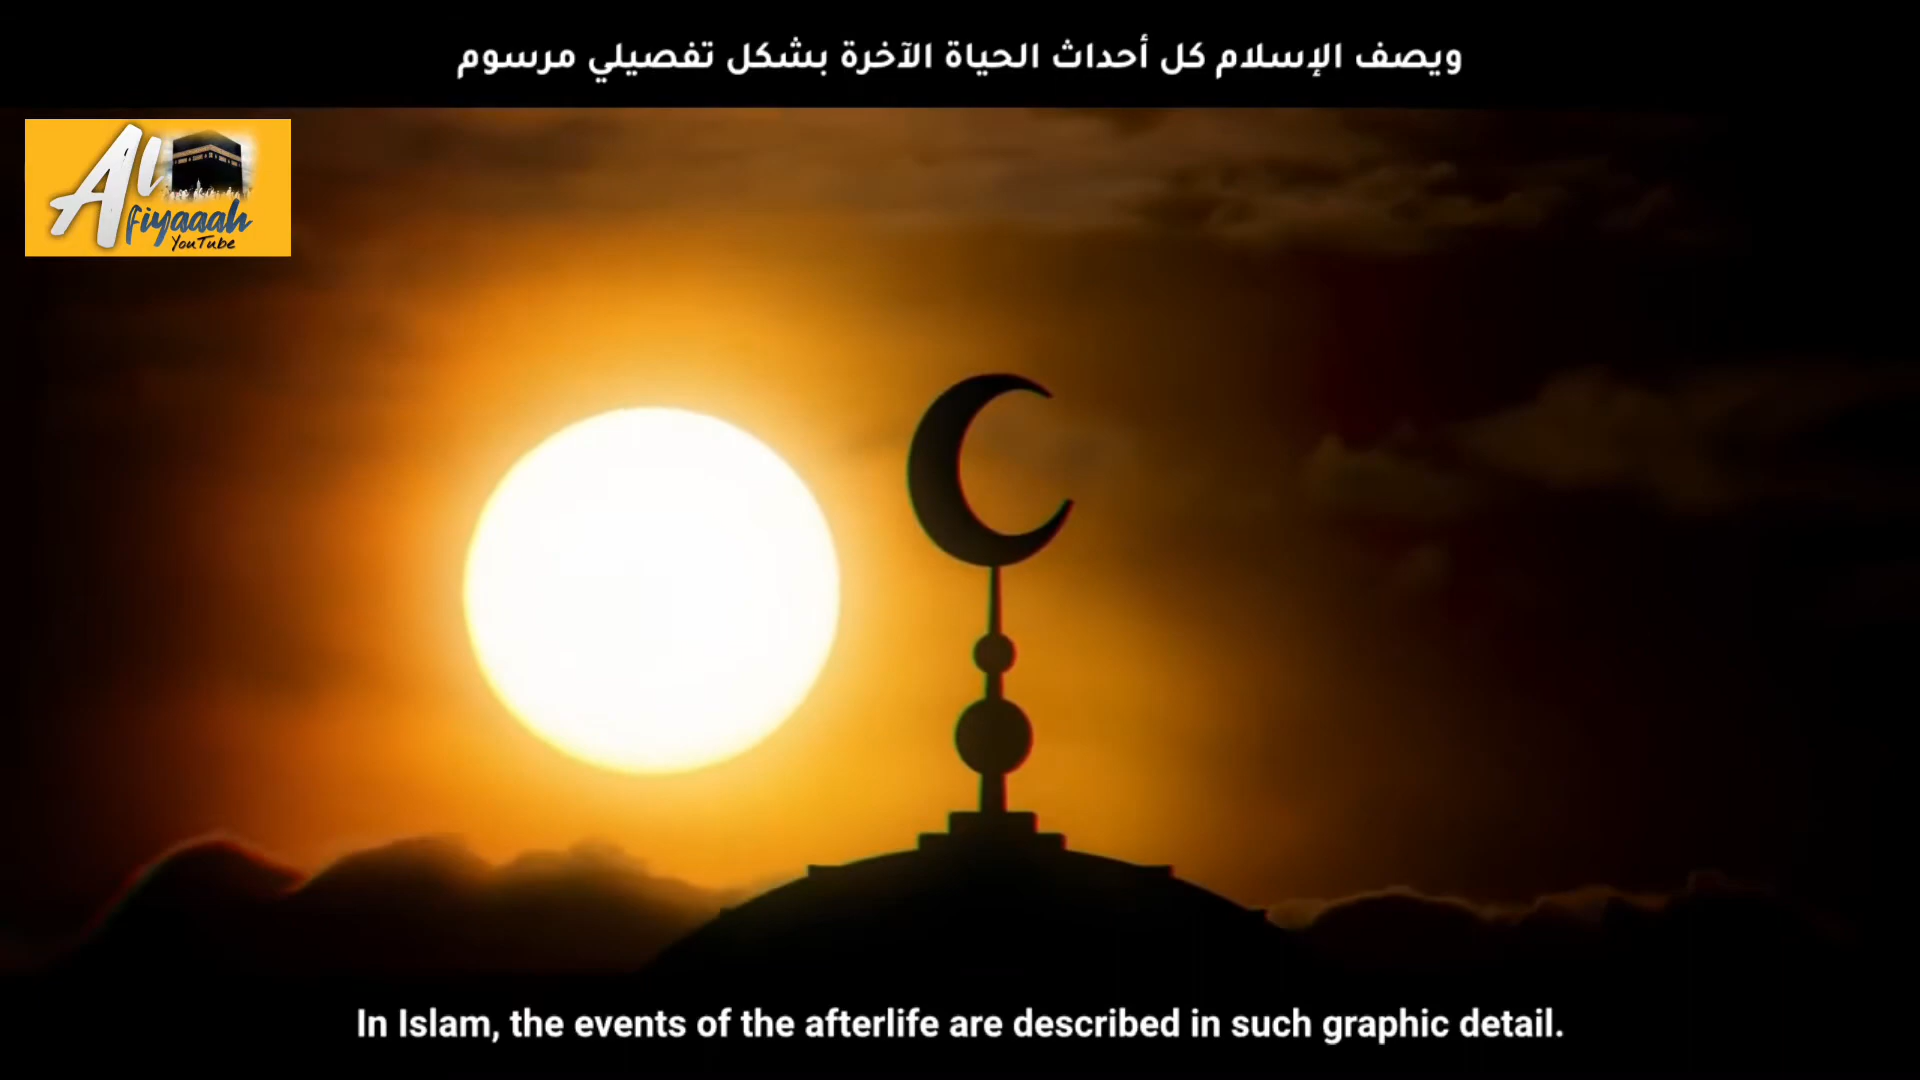 ويصف الإسلام كل أحداث الحياة الآخرة بشكل تفصيلي مرسوم
Al
fiyaaah
YouTube
In Islam, the events of the afterlife are described in such graphic detail.